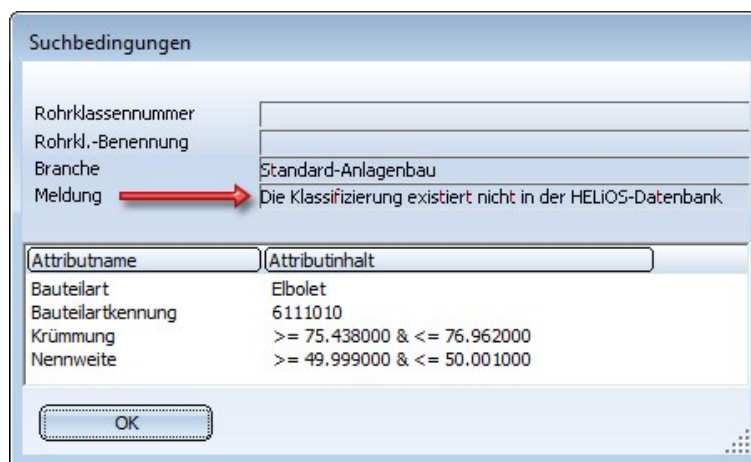 Suchbedingungen
Rohrklassennummer
Rohrkl.-Benennung
Branche Standard-Anlagenbau
Meldung Die Klassifizierung existiert nicht in der HELiOS-Datenbank
Attributname Attributinhalt
Bauteilart Elbolet
Bauteilartkennung 6111010
Krümmung >= 75.438000 & <= 76.962000
Nennweite >= 49.999000 & <= 50.001000
OK